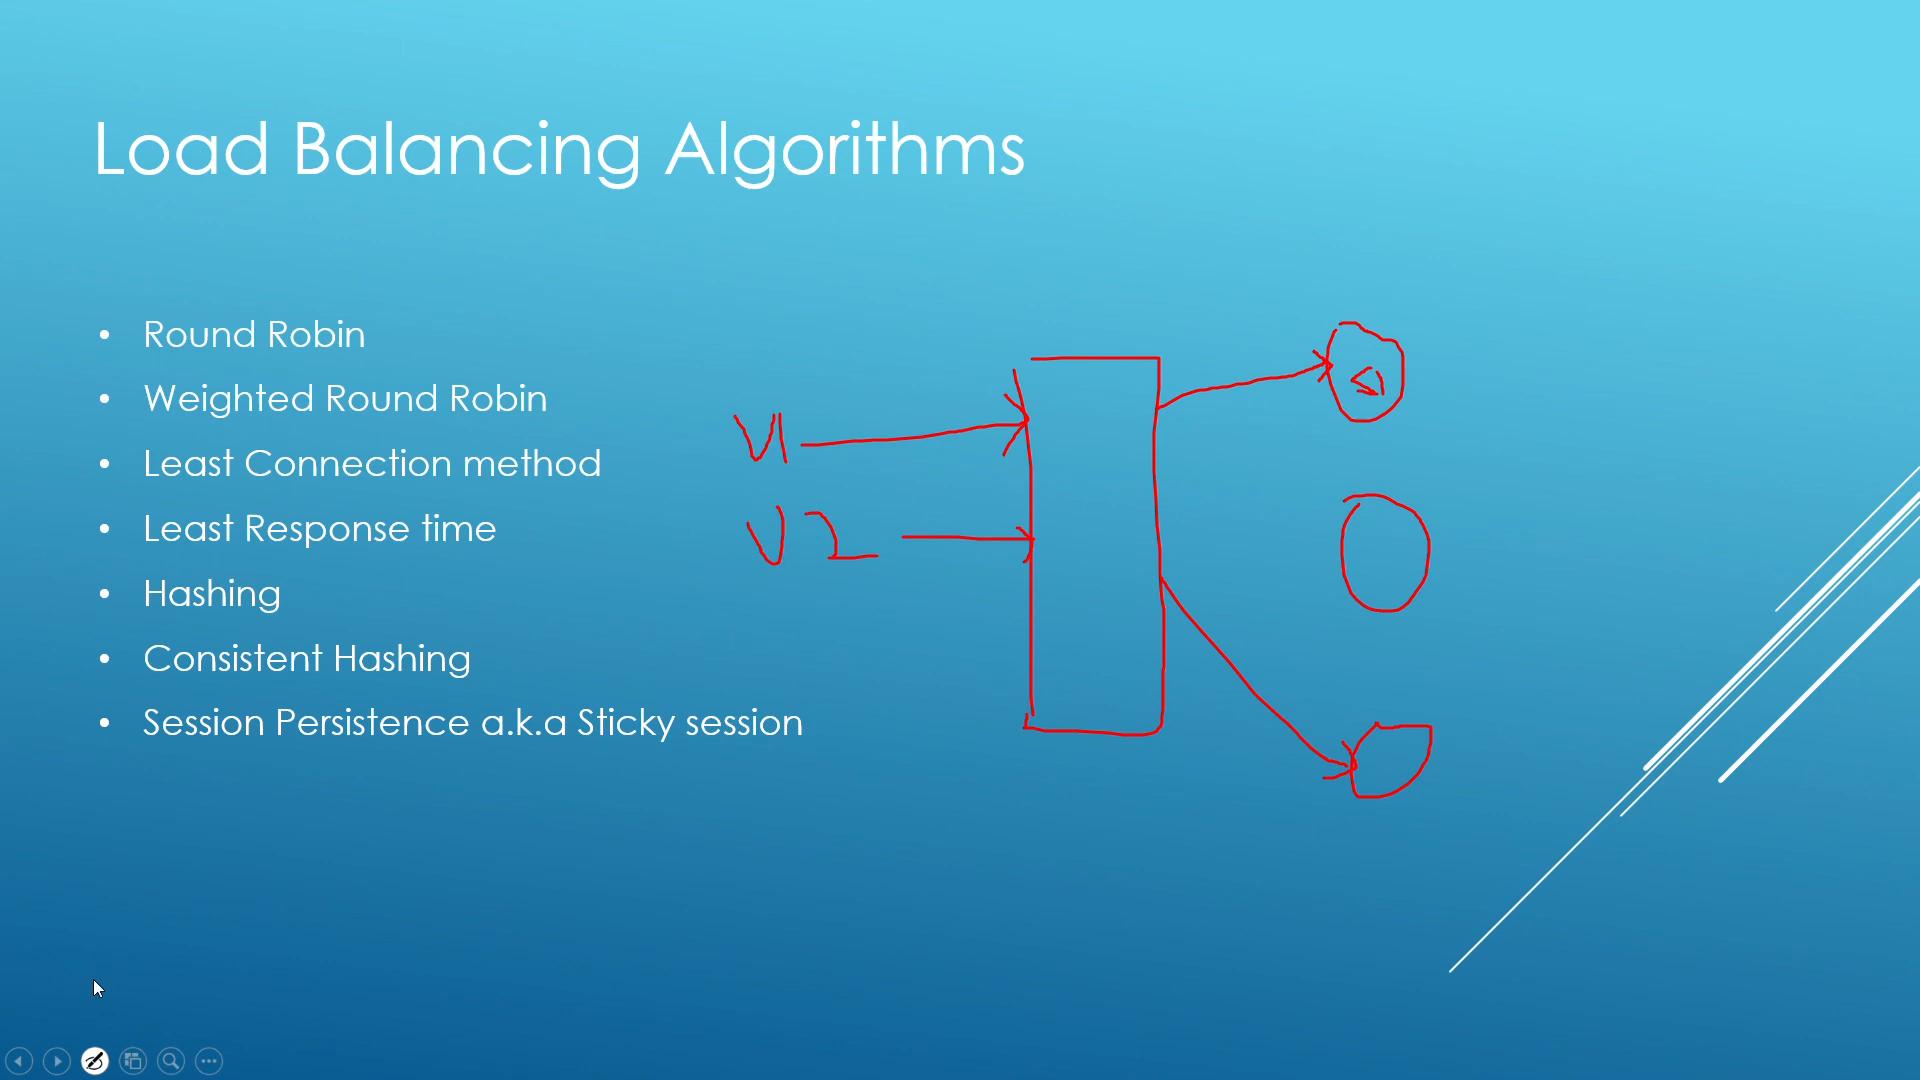 Load Balancing Algorithms
• Round Robin
• Weighted Round Robin
• Least Connection method
• Least Response time
• Hashing
• Consistent Hashing
• Session Persistence a.k.a Sticky session
U1
U2